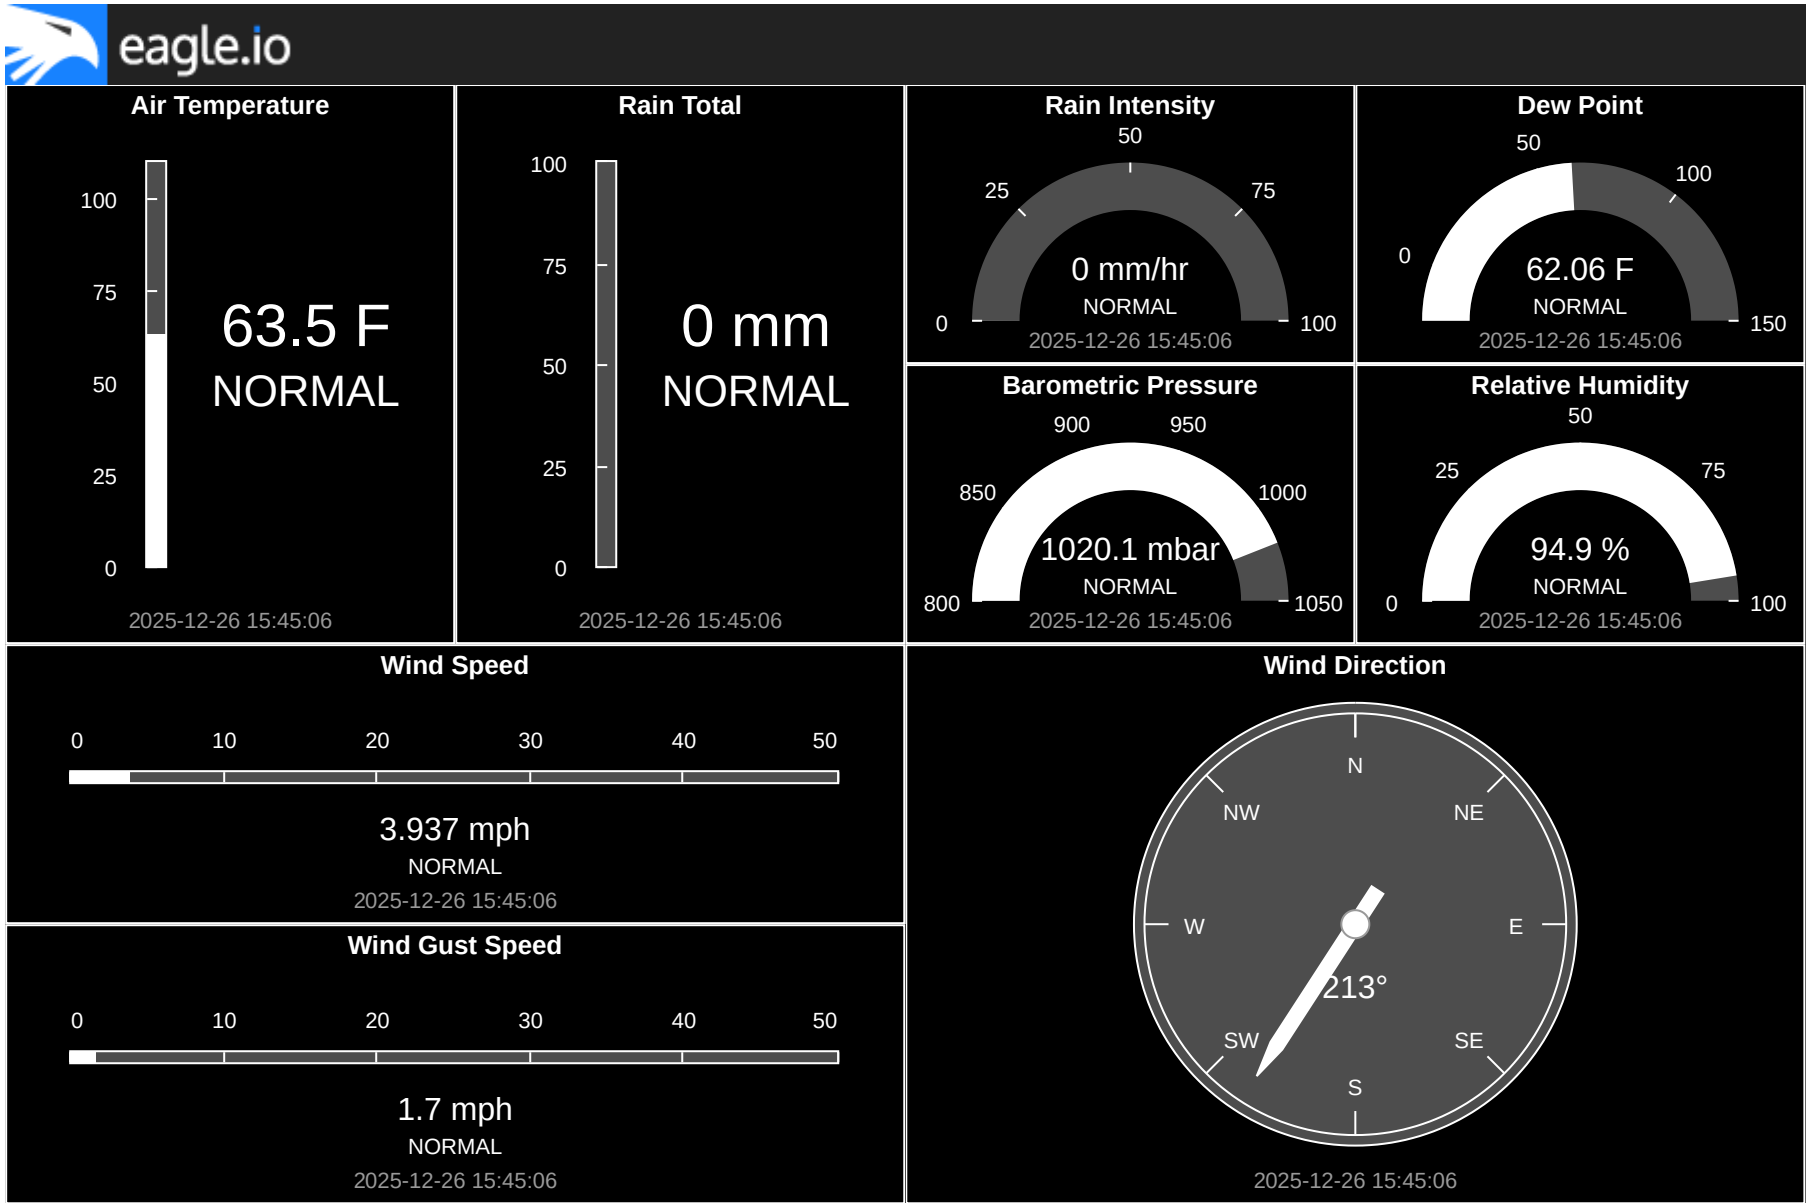 eagle.io
Air Temperature
100
75
50
25
0
63.5 F
NORMAL
2025-12-26 15:45:06
Rain Total
100
75
50
25
0
0 mm
NORMAL
2025-12-26 15:45:06
Rain Intensity
0
25
50
75
100
0 mm/hr
NORMAL
2025-12-26 15:45:06
Dew Point
0
50
100
150
62.06 F
NORMAL
2025-12-26 15:45:06
Barometric Pressure
800
850
900
950
1000
1050
1020.1 mbar
NORMAL
2025-12-26 15:45:06
Relative Humidity
0
25
50
75
100
94.9 %
NORMAL
2025-12-26 15:45:06
Wind Speed
0 10 20 30 40 50
3.937 mph
NORMAL
2025-12-26 15:45:06
Wind Gust Speed
0 10 20 30 40 50
1.7 mph
NORMAL
2025-12-26 15:45:06
Wind Direction
N
NW NE
W E
213°
SW SE
S
2025-12-26 15:45:06